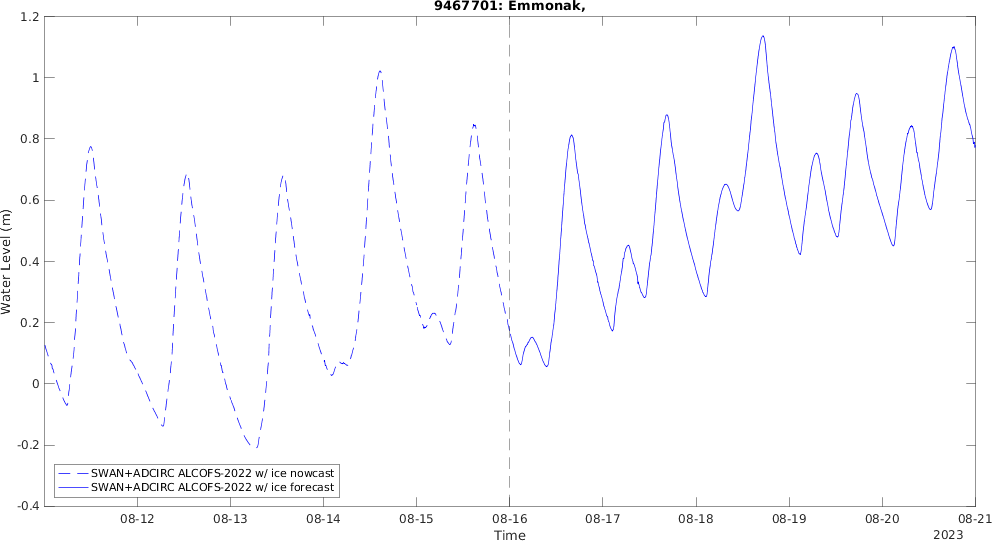 9467701: Emmonak,
1.2
1
0.8
0.6
0.4
0.2
0
-0.2
-0.4
Water Level (m)
SWAN+ADCIRC ALCOFS-2022 w/ ice nowcast
SWAN+ADCIRC ALCOFS-2022 w/ ice forecast
08-12 08-13 08-14 08-15 08-16 08-17 08-18 08-19 08-20 08-21
Time
2023